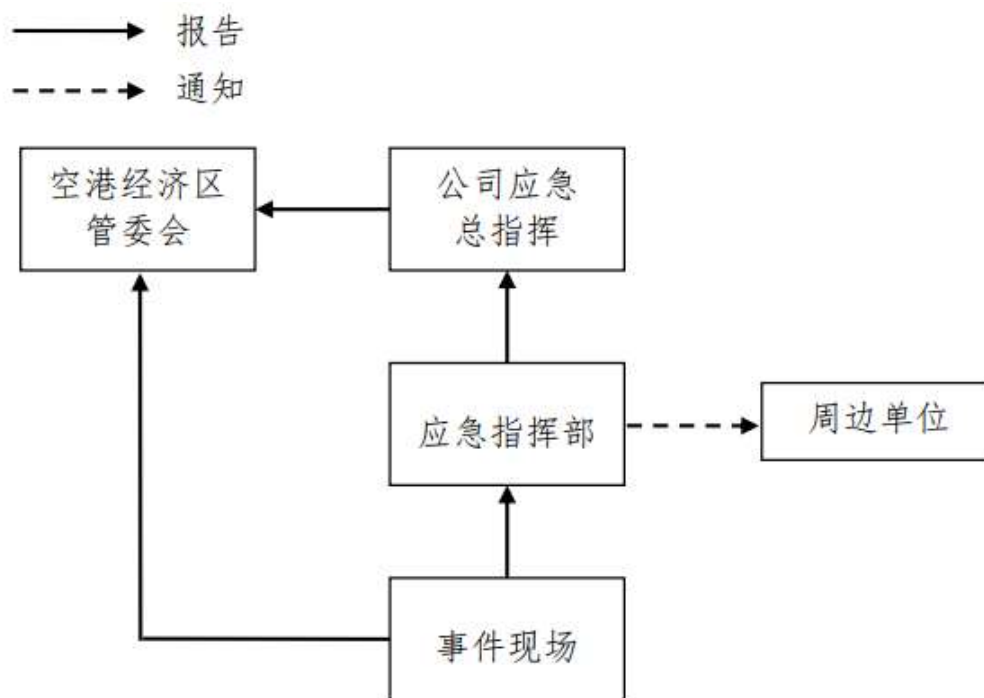 报告
通知
空港经济区
管委会
公司应急
总指挥
应急指挥部
周边单位
事件现场